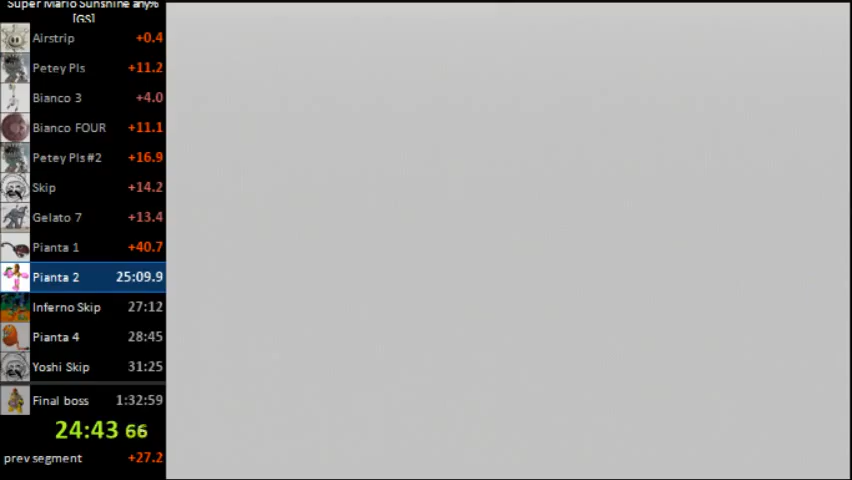 Super Mario Sunshine any%
[GS]
Airstrip +0.4
Petey Pls +11.2
Bianco 3 +4.0
Bianco FOUR +11.1
Petey Pls #2 +16.9
Skip +14.2
Gelato 7 +13.4
Pianta 1 +40.7
Pianta 2 25:09.9
Inferno Skip 27:12
Pianta 4 28:45
Yoshi Skip 31:25
Final boss 1:32:59
24:43 66
prev segment +27.2